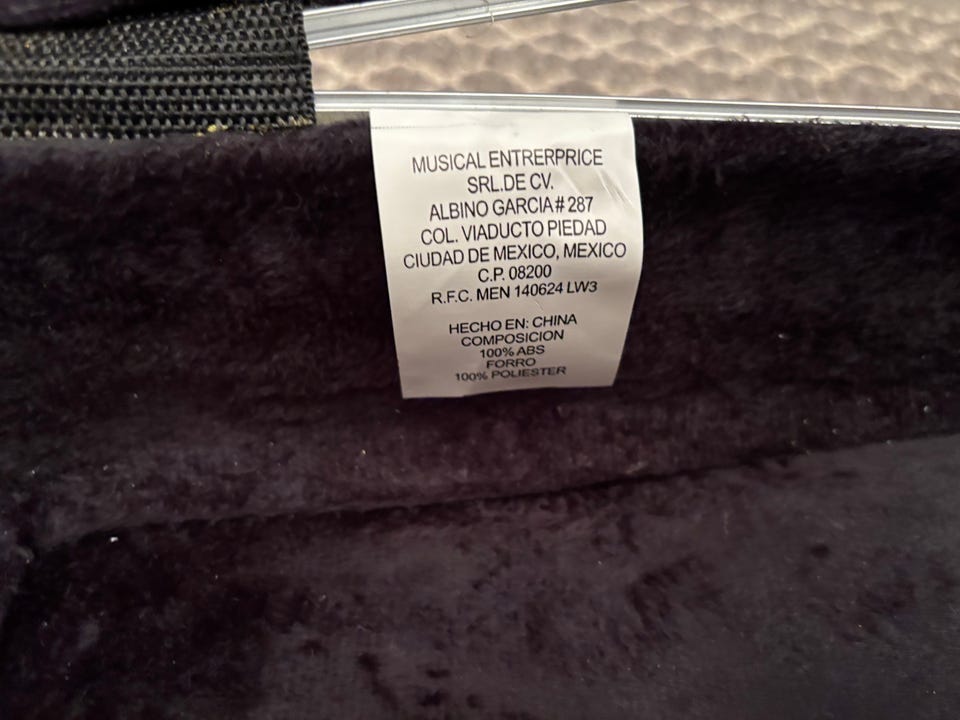 MUSICAL ENTRERPRICE
SRL.DE CV.
ALBINO GARCIA # 287
COL. VIADUCTO PIEDAD
CIUDAD DE MEXICO, MEXICO
C.P. 08200
R.F.C. MEN 140624 LW3
HECHO EN: CHINA
COMPOSICION
100% ABS
FORRO
100% POLIESTER